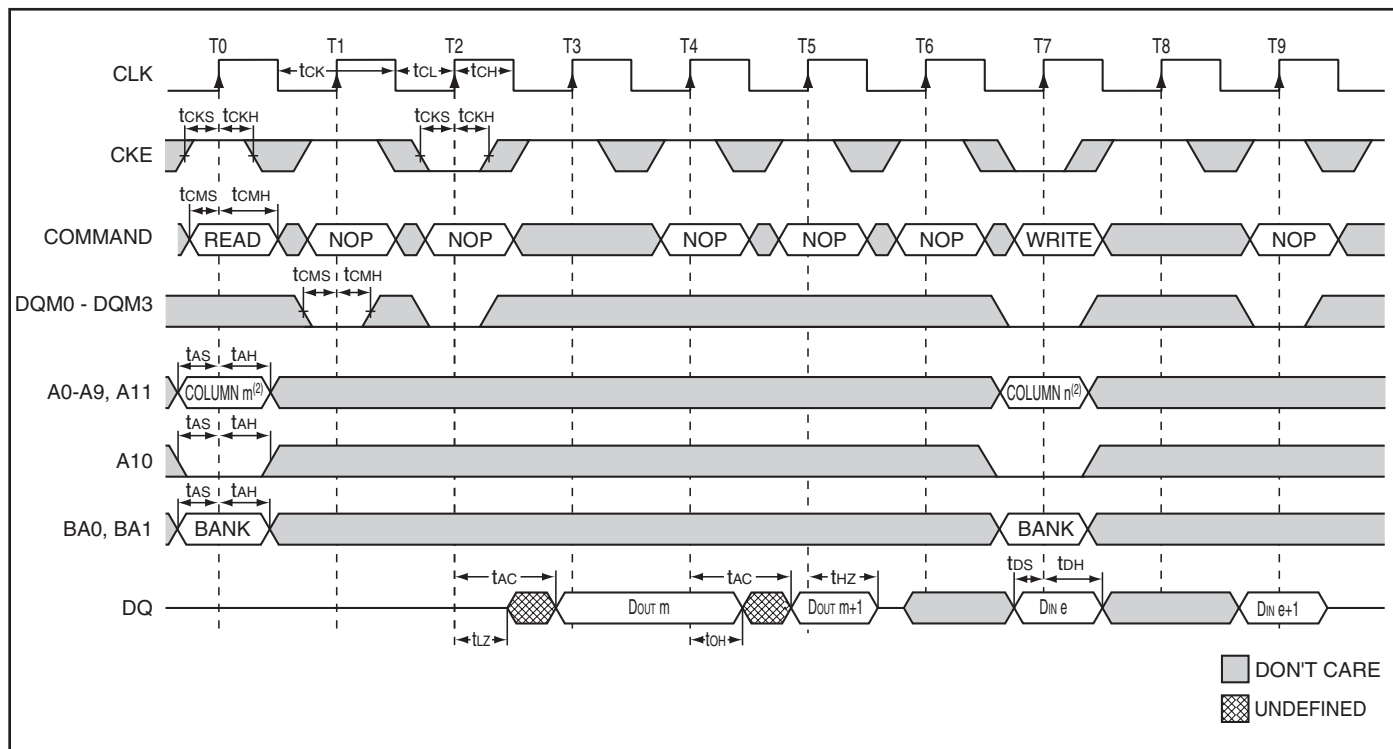 T0 T1 T2 T3 T4 T5 T6 T7 T8 T9
CLK tCK tCL tCH
tCKS tCKH tCKS tCKH
CKE
tCMS tCMH
COMMAND READ NOP NOP NOP NOP NOP WRITE NOP
tCMS tCMH
DQM0 - DQM3
tAS tAH
A0-A9, A11 COLUMN m(2) COLUMN n(2)
tAS tAH
A10
tAS tAH
BA0, BA1 BANK BANK
tAC tAC tHZ tDS tDH
DQ DOUT m DOUT m+1 DIN e DIN e+1
tLZ tOH
DON'T CARE
UNDEFINED